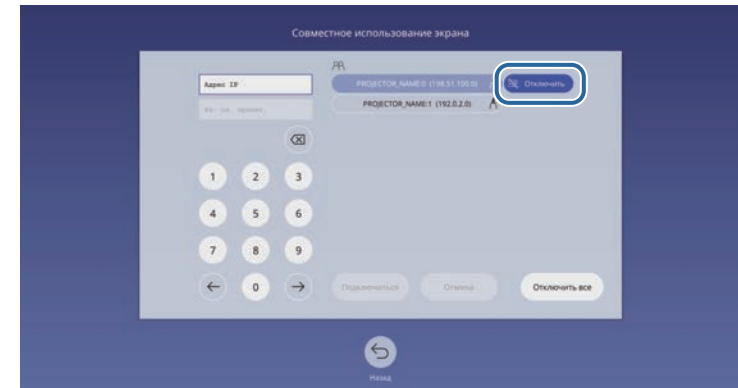 Совместное использование экрана
Адрес IP
PROJECTOR_NAME:0 (198.51.100.0)
Отключить
PROJECTOR_NAME:1 (192.0.2.0)
1 2 3
4 5 6
7 8 9
0
Подключиться
Отмена
Отключить все
Назад